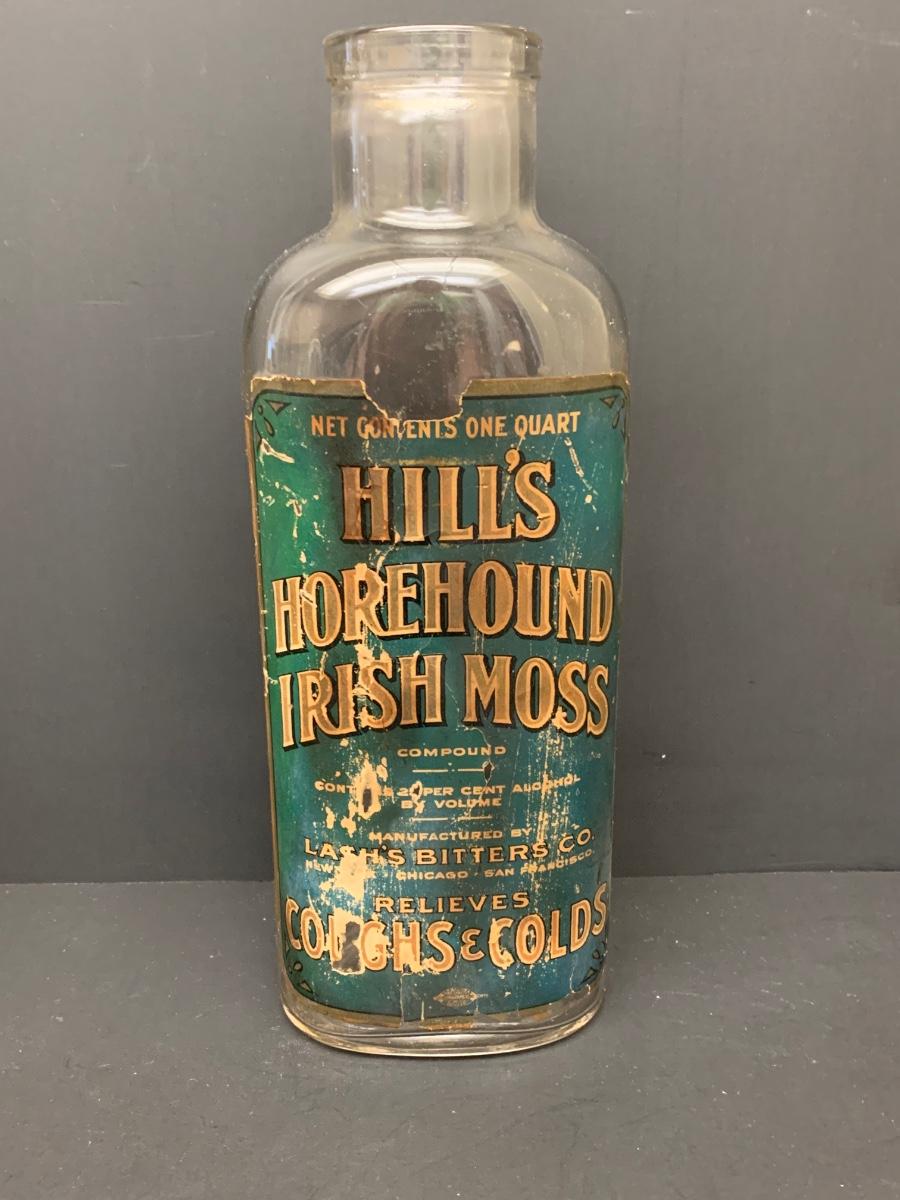 NET CONTENTS ONE QUART
HILL'S
HOREHOUND
IRISH MOSS
COMPOUND
PER CENT ALCOHOL
BY VOLUME
MANUFACTURED BY
LASH'S BITTERS CO.
NEW CHICAGO · SAN FRANCISCO.
RELIEVES
COUGHS & COLDS